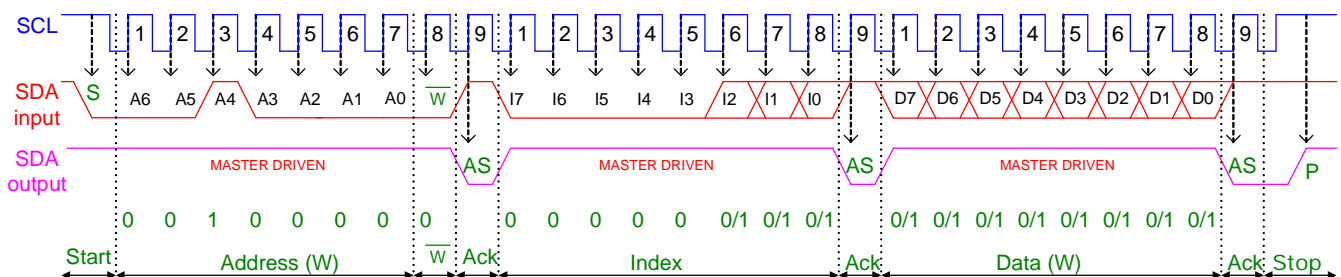 SCL 1 2 3 4 5 6 7 8 9 1 2 3 4 5 6 7 8 9 1 2 3 4 5 6 7 8 9
SDA input S A6 A5 A4 A3 A2 A1 A0 W I7 I6 I5 I4 I3 I2 I1 I0 D7 D6 D5 D4 D3 D2 D1 D0
SDA output MASTER DRIVEN AS MASTER DRIVEN AS MASTER DRIVEN AS P
0 0 1 0 0 0 0 0 0 0 0 0 0 0/1 0/1 0/1 0/1 0/1 0/1 0/1 0/1 0/1 0/1 0/1
Start Address (W) W Ack Index Ack Data (W) Ack Stop